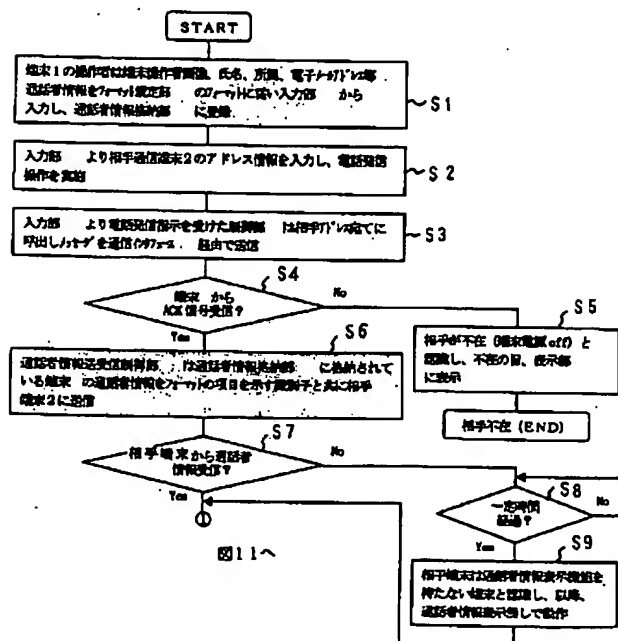 START
端末1の操作者は端末操作者画像、氏名、所属、電子メールアドレス等
通話者情報をフォーマット設定部 のフォーマットに従い入力部 から
入力し、通話者情報格納部 に登録.
S1
入力部 より相手通信端末2のアドレス情報を入力し、電話発信
操作を実施
S2
入力部 より電話発信指示を受けた制御部 は相手アドレス宛てに
呼出しメッセージを通信インタフェース. 経由で送信
S3
S4
端末 から
ACK信号受信?
No
Yes
S5
相手が不在(端末電源off)と
認識し、不在の旨、表示部
に表示
相手不在(END)
S6
通話者情報送受信制御部 は通話者情報格納部 に格納されて
いる端末 の通話者情報をフォーマットの項目を示す識別子と共に相手
端末2に送信
S7
相手端末から通話者
情報受信?
No
Yes
①
図11へ
S8
一定時間
経過?
No
Yes
S9
相手端末は通話者情報表示機能を
持たない端末と認識し、以降、
通話者情報表示無しで動作